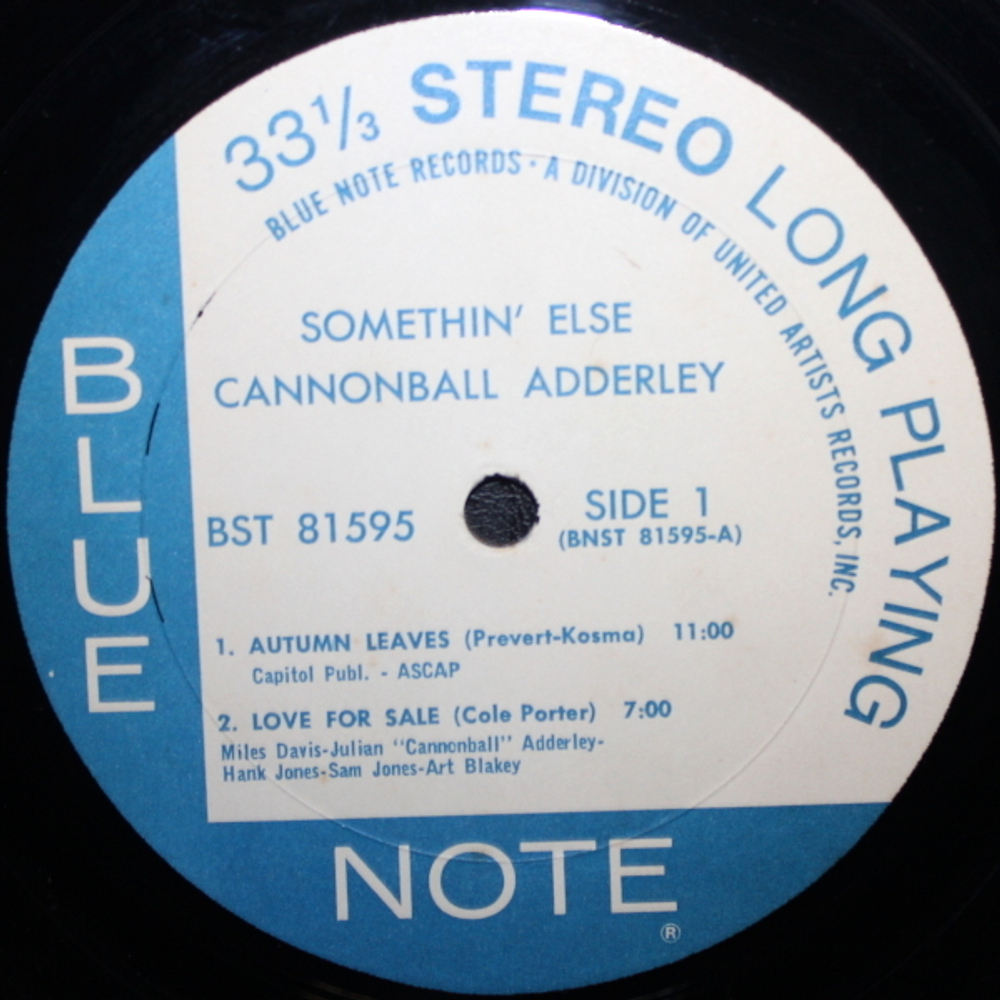 33 1/3 STEREO LONG PLAYING
BLUE NOTE RECORDS · A DIVISION OF UNITED ARTISTS RECORDS, INC.
SOMETHIN' ELSE
CANNONBALL ADDERLEY
BST 81595
SIDE 1
(BNST 81595-A)
1. AUTUMN LEAVES (Prevert-Kosma) 11:00
Capitol Publ. - ASCAP
2. LOVE FOR SALE (Cole Porter) 7:00
Miles Davis-Julian "Cannonball" Adderley-
Hank Jones-Sam Jones-Art Blakey
BLUE
NOTE
®